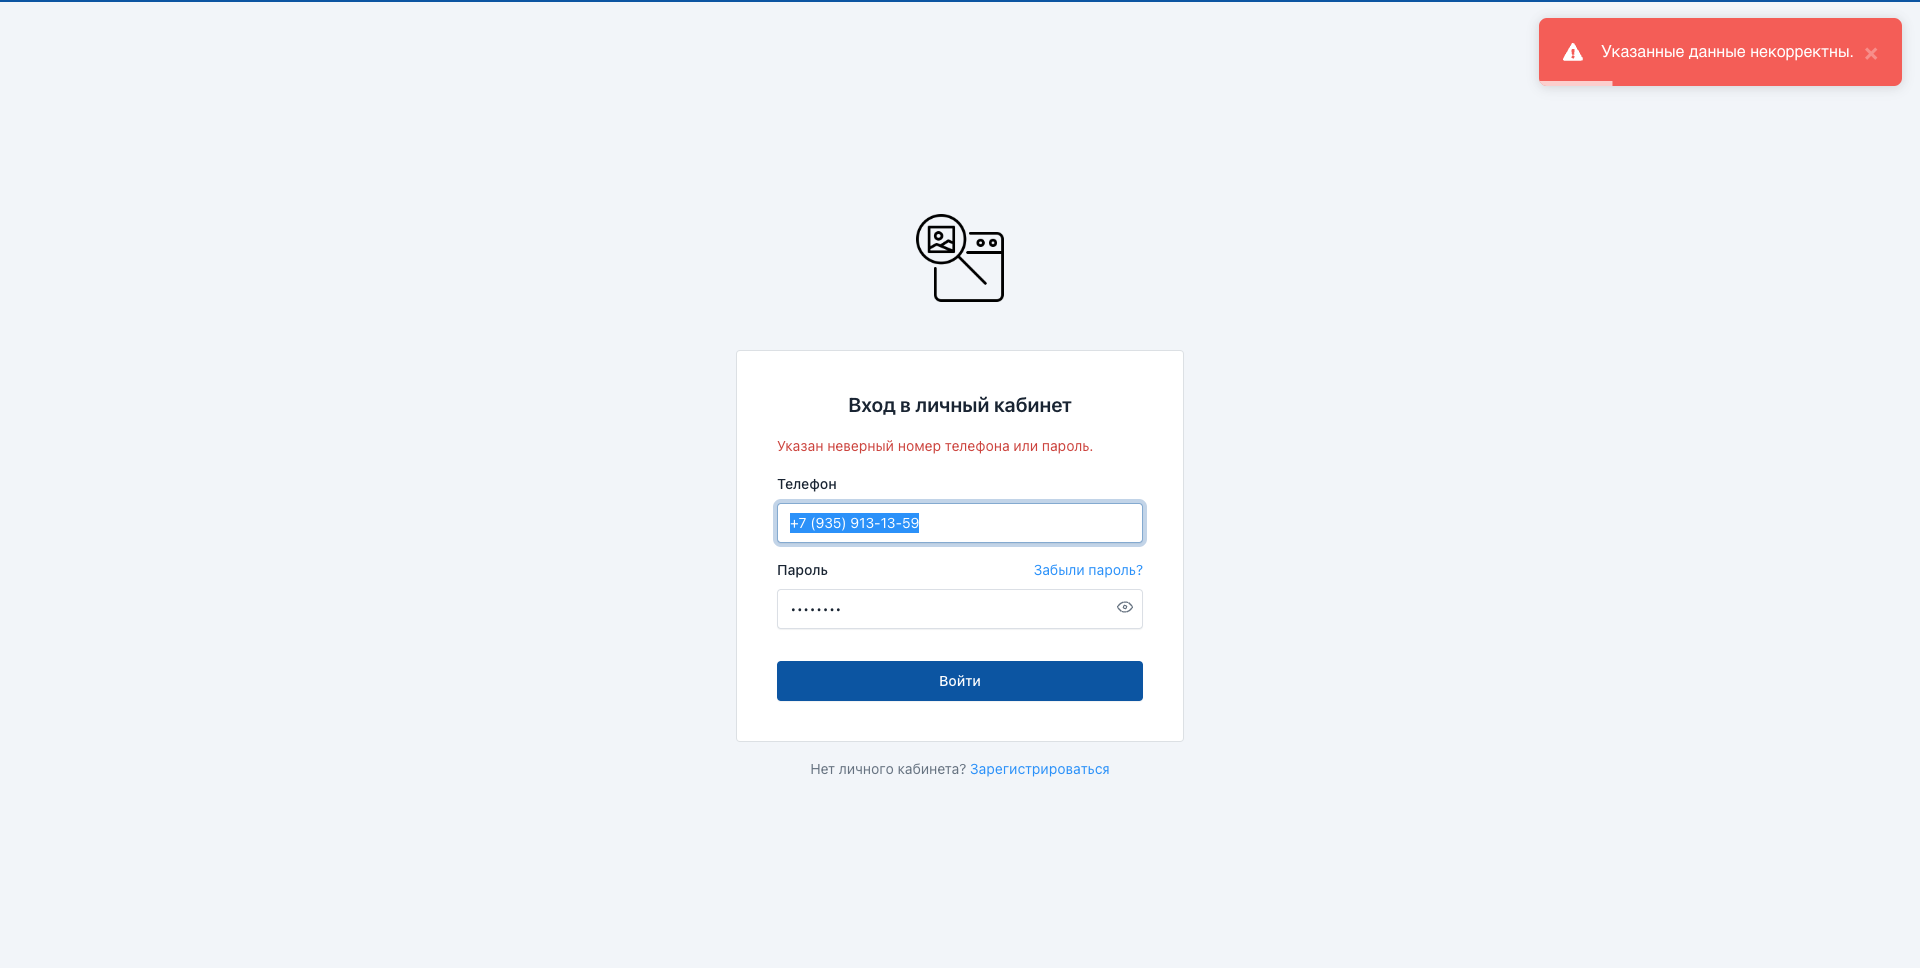 Указанные данные некорректны.
Вход в личный кабинет
Указан неверный номер телефона или пароль.
Телефон
+7 (935) 913-13-59
Пароль Забыли пароль?
••••••••
Войти
Нет личного кабинета? Зарегистрироваться